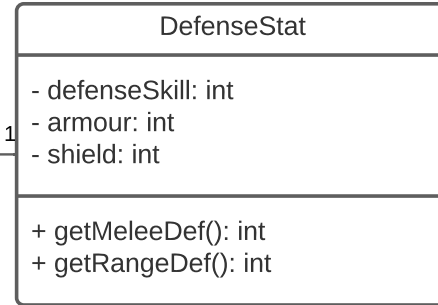 DefenseStat
- defenseSkill: int
- armour: int
1
- shield: int
+ getMeleeDef(): int
+ getRangeDef(): int